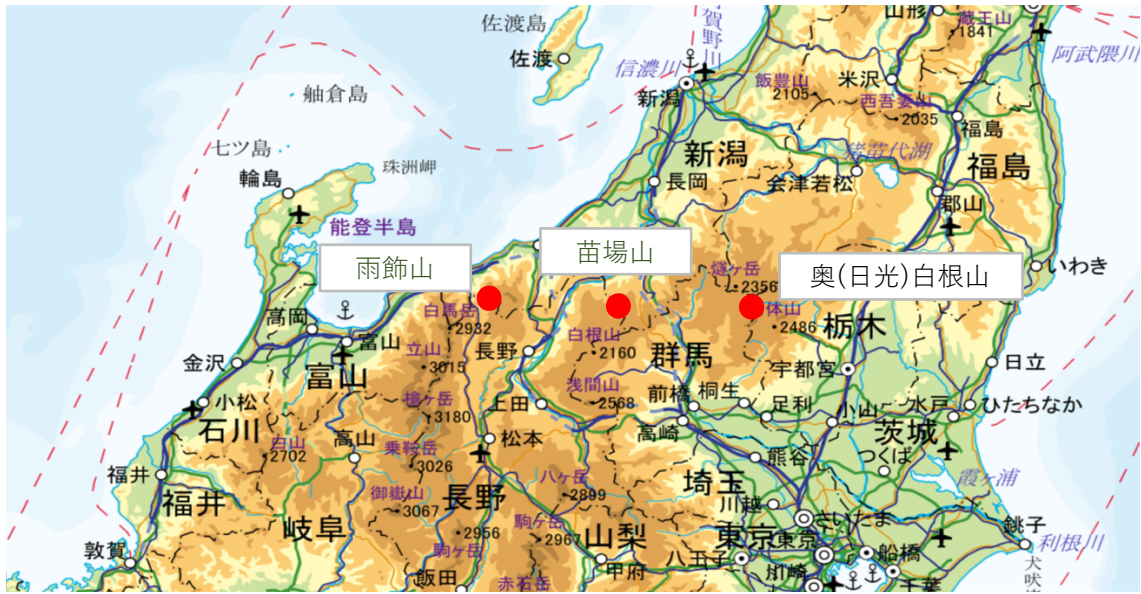 佐渡島
佐渡
信濃川
新潟
賀野川
山形
蔵王山
1841
阿武隈川
飯豊山
2105
米沢
西吾妻山
2035
福島
舳倉島
七ツ島
輪島
珠洲岬
能登半島
新潟
長岡
猪苗代湖
会津若松
福島
郡山
いわき
雨飾山
苗場山
燧ヶ岳
2356
奥(日光)白根山
体山
2486
栃木
高岡
富山
白馬岳
2932
立山
3015
富山
長野
白根山
2160
群馬
宇都宮
日立
金沢
小松
石川
白山
2702
槍ヶ岳
3180
上田
浅間山
2568
前橋
桐生
足利
小山
水戸
ひたちなか
茨城
高山
乗鞍岳
3026
松本
高崎
熊谷
つくば
霞ヶ浦
福井
福井
岐阜
御嶽山
3067
長野
八ヶ岳
2899
埼玉
川越
さいたま
銚子
利根川
犬吠埼
敦賀
2956
駒ヶ岳
駒ヶ岳
2967
山梨
甲府
八王子
東京
東京
船橋
飯田
赤石岳
川崎
千葉